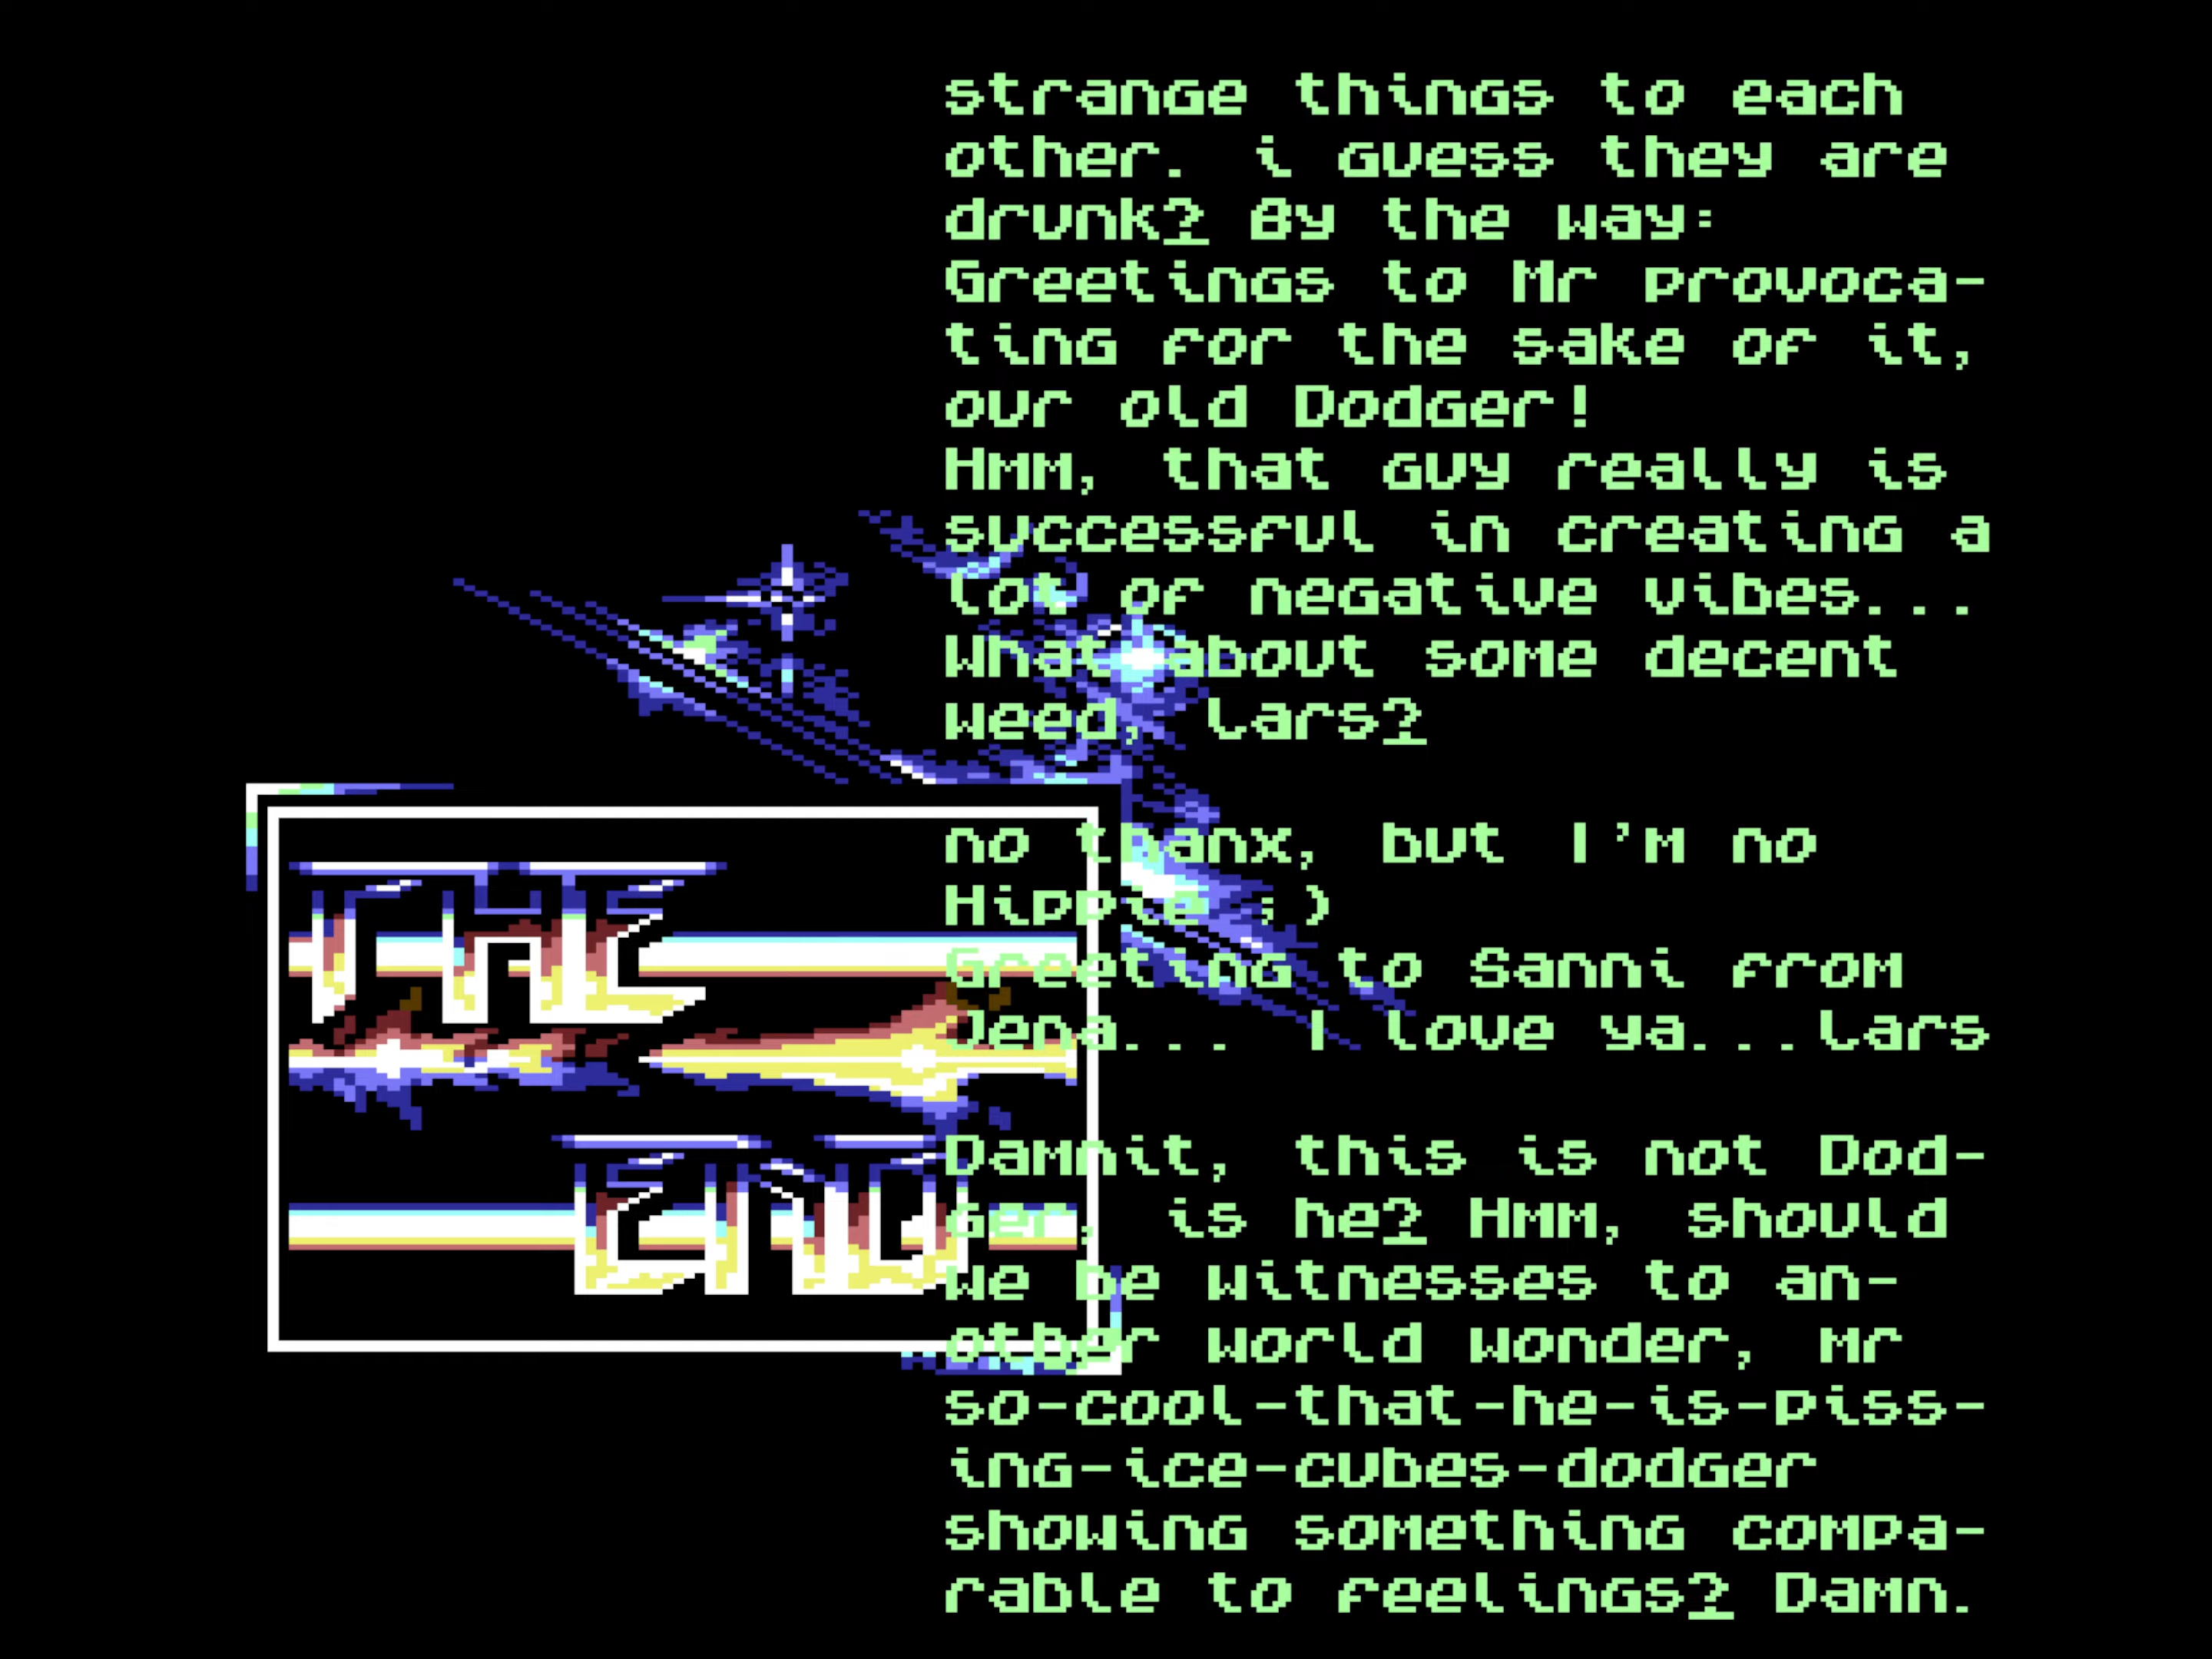 THE
END
strange things to each
other. i guess they are
drunk? By the way:
Greetings to Mr provoca-
ting for the sake of it,
our old Dodger!
Hmm, that guy really is
successful in creating a
lot of negative vibes...
What about some decent
weed, lars?
no thanx, but I'm no
Hippie ;)
Greeting to Sanni from
Jena... I love ya...lars
Damnit, this is not Dod-
ger, is he? Hmm, should
we be witnesses to an-
other world wonder, mr
so-cool-that-he-is-piss-
ing-ice-cubes-dodger
showing something compa-
rable to feelings? Damn.